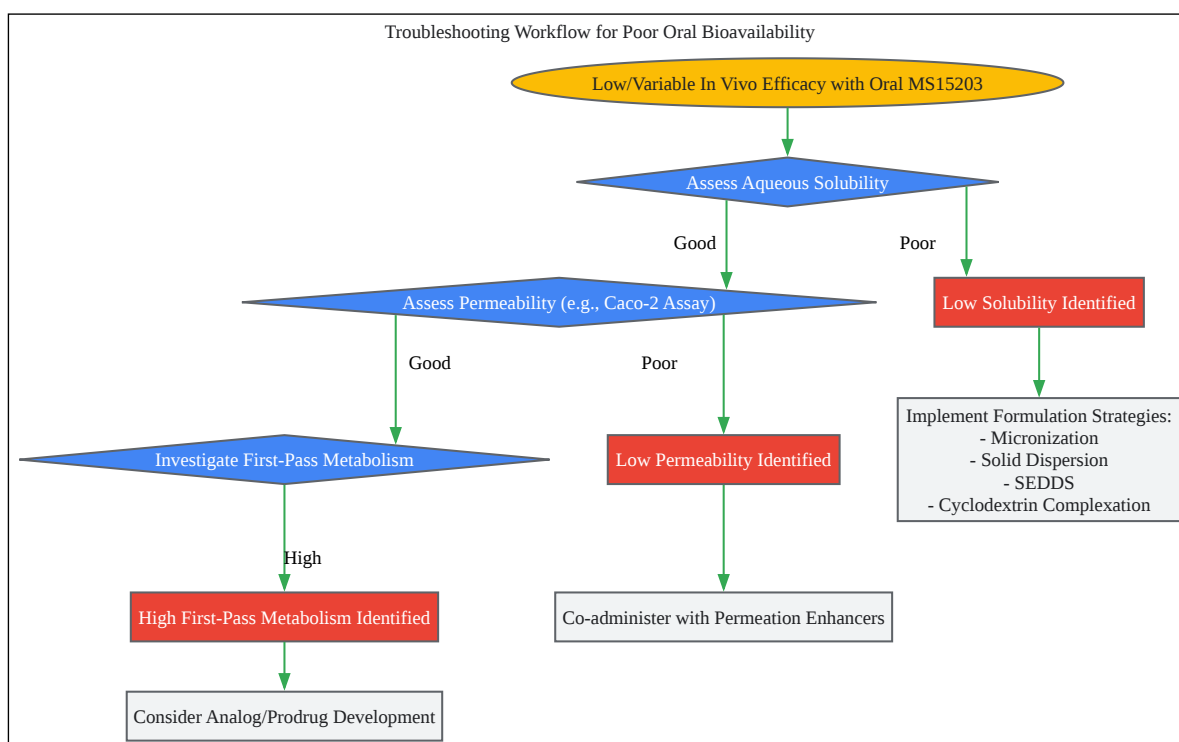 Troubleshooting Workflow for Poor Oral Bioavailability
Low/Variable In Vivo Efficacy with Oral MS15203
Assess Aqueous Solubility
Good
Poor
Assess Permeability (e.g., Caco-2 Assay)
Low Solubility Identified
Good
Poor
Implement Formulation Strategies:
- Micronization
- Solid Dispersion
- SEDDS
- Cyclodextrin Complexation
Investigate First-Pass Metabolism
Low Permeability Identified
High
High First-Pass Metabolism Identified
Co-administer with Permeation Enhancers
Consider Analog/Prodrug Development